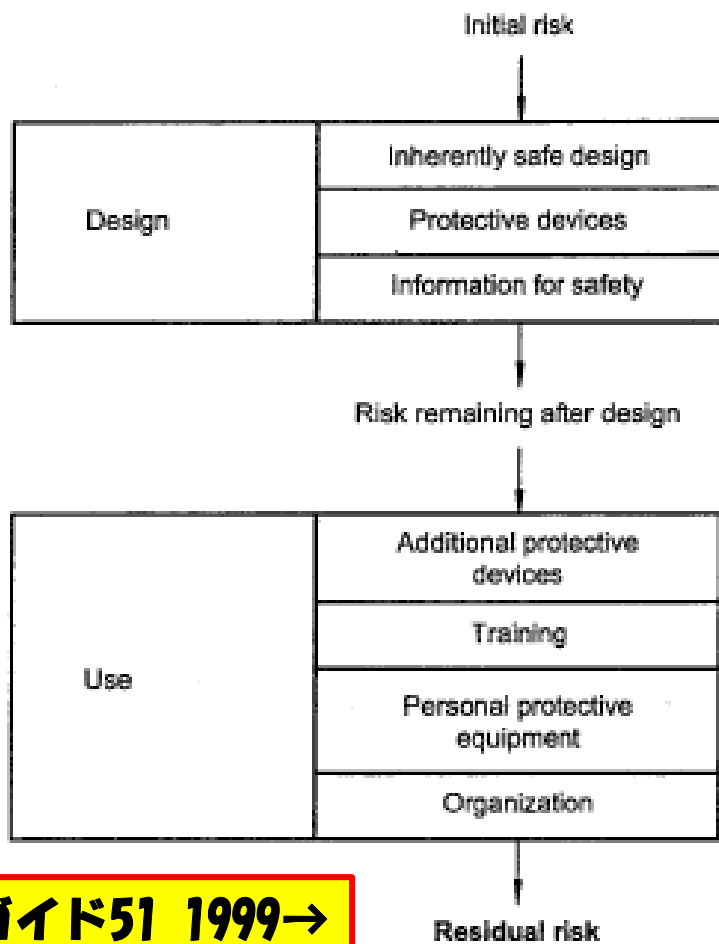 Initial risk
Inherently safe design
Design
Protective devices
Information for safety
Risk remaining after design
Additional protective
devices
Training
Use
Personal protective
equipment
Organization
ガイド51 1999→
Residual risk